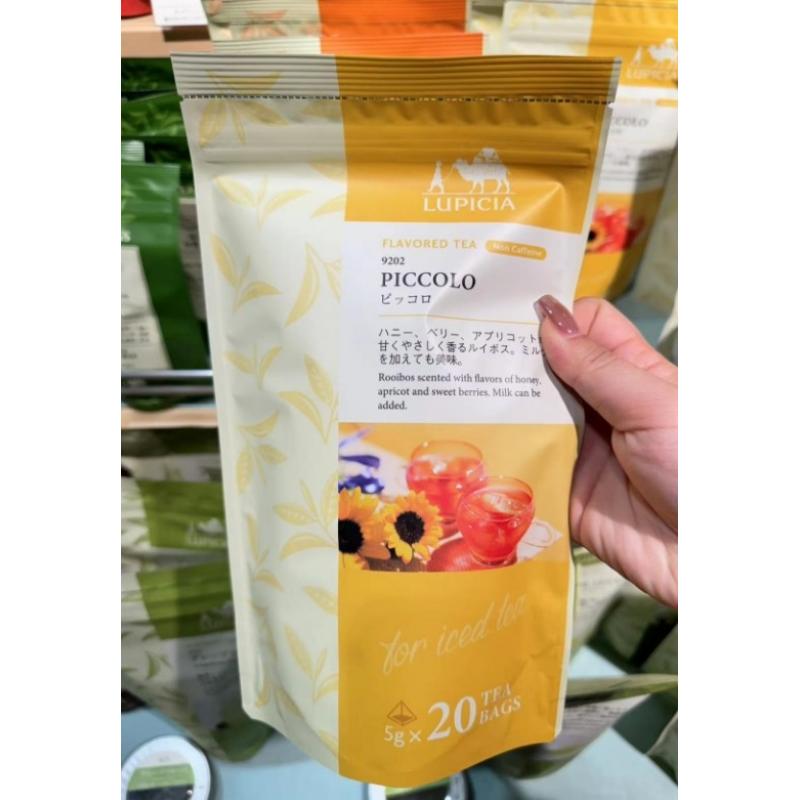 LUPICIA
LUPICIA
FLAVORED TEA Non Caffeine
9202
PICCOLO
ピッコロ
ハニー、ベリー、アプリコット
甘くやさしく香るルイボス。ミル
を加えても美味。
Rooibos scented with flavors of honey,
apricot and sweet berries. Milk can be
added.
for iced tea
5g×20 TEA
BAGS
LUPICIA